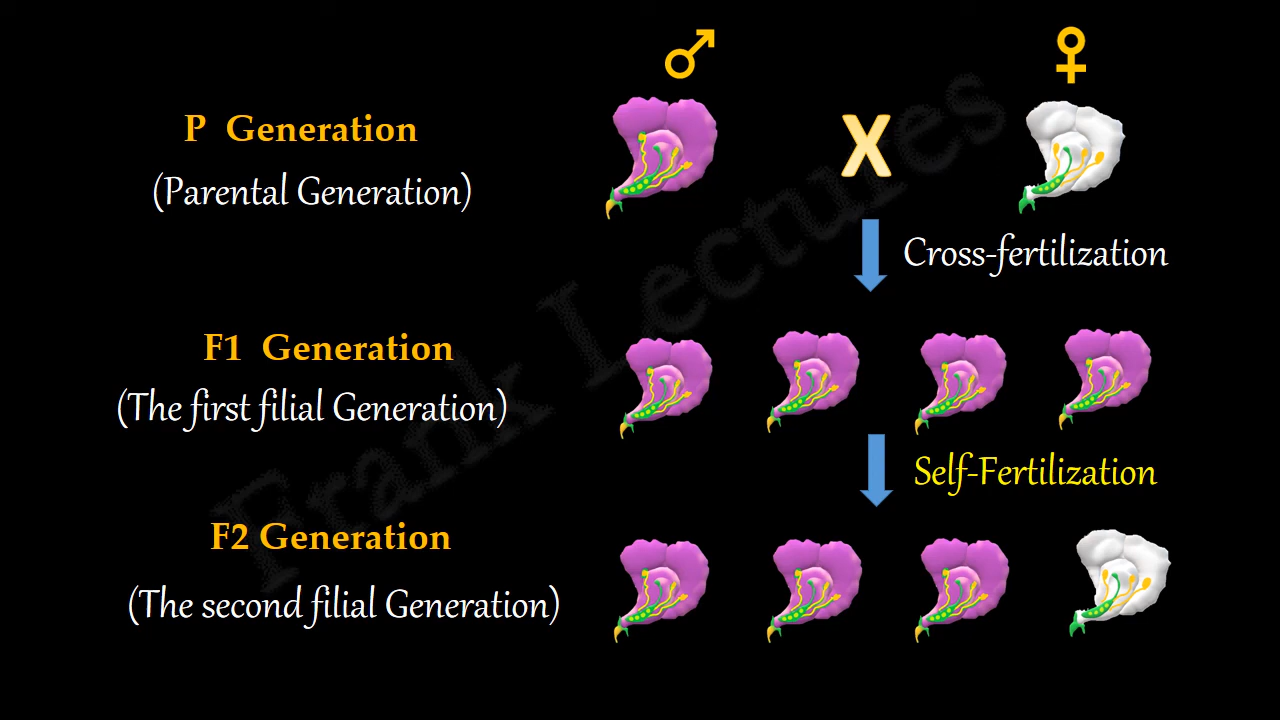 ♂ ♀
P Generation
(Parental Generation)
X
Cross-fertilization
F1 Generation
(The first filial Generation)
Self-Fertilization
F2 Generation
(The second filial Generation)
Frank Lectures